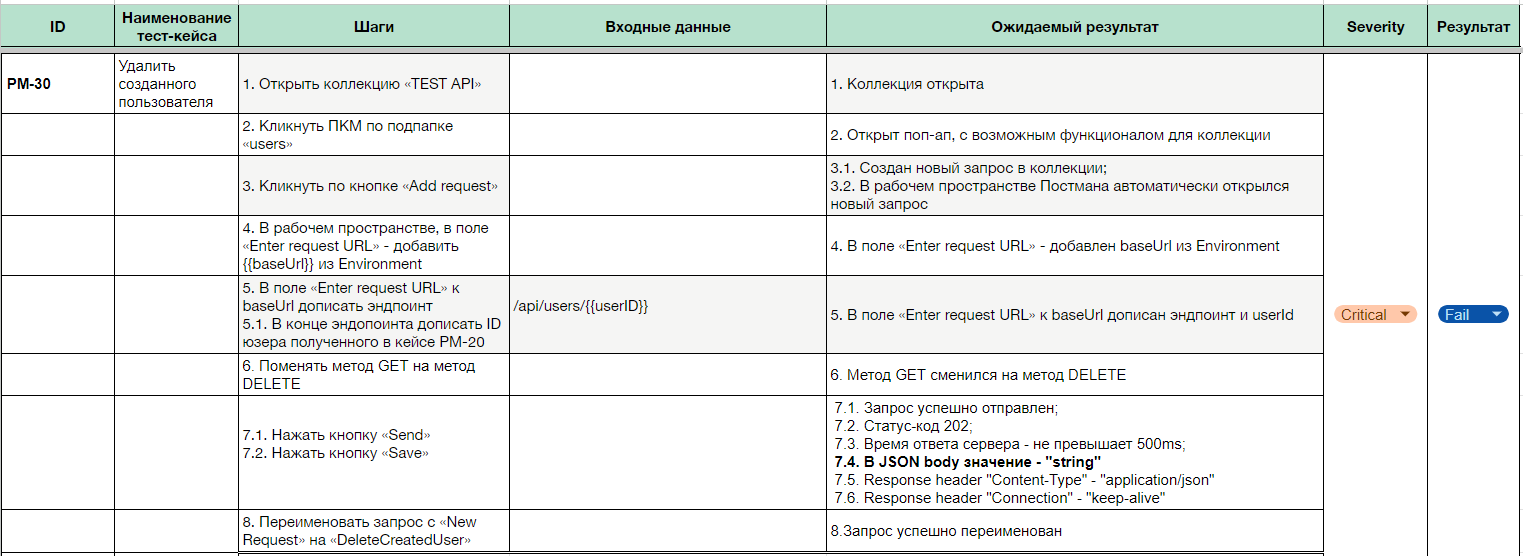 ID
Наименование
тест-кейса
Шаги
Входные данные
Ожидаемый результат
Severity
Результат
PM-30
Удалить
созданного
пользователя
1. Открыть коллекцию «TEST API»
1. Коллекция открыта
2. Кликнуть ПКМ по подпапке
«users»
2. Открыт поп-ап, с возможным функционалом для коллекции
3. Кликнуть по кнопке «Add request»
3.1. Создан новый запрос в коллекции;
3.2. В рабочем пространстве Постмана автоматически открылся
новый запрос
4. В рабочем пространстве, в поле
«Enter request URL» - добавить
{{baseUrl}} из Environment
4. В поле «Enter request URL» - добавлен baseUrl из Environment
5. В поле «Enter request URL» к
baseUrl дописать эндпоинт
5.1. В конце эндопоинта дописать ID
юзера полученного в кейсе PM-20
/api/users/{{userID}}
5. В поле «Enter request URL» к baseUrl дописан эндпоинт и userId
Critical
Fail
6. Поменять метод GET на метод
DELETE
6. Метод GET сменился на метод DELETE
7.1. Нажать кнопку «Send»
7.2. Нажать кнопку «Save»
7.1. Запрос успешно отправлен;
7.2. Статус-код 202;
7.3. Время ответа сервера - не превышает 500ms;
7.4. В JSON body значение - "string"
7.5. Response header "Content-Type" - "application/json"
7.6. Response header "Connection" - "keep-alive"
8. Переименовать запрос с «New
Request» на «DeleteCreatedUser»
8.Запрос успешно переименован